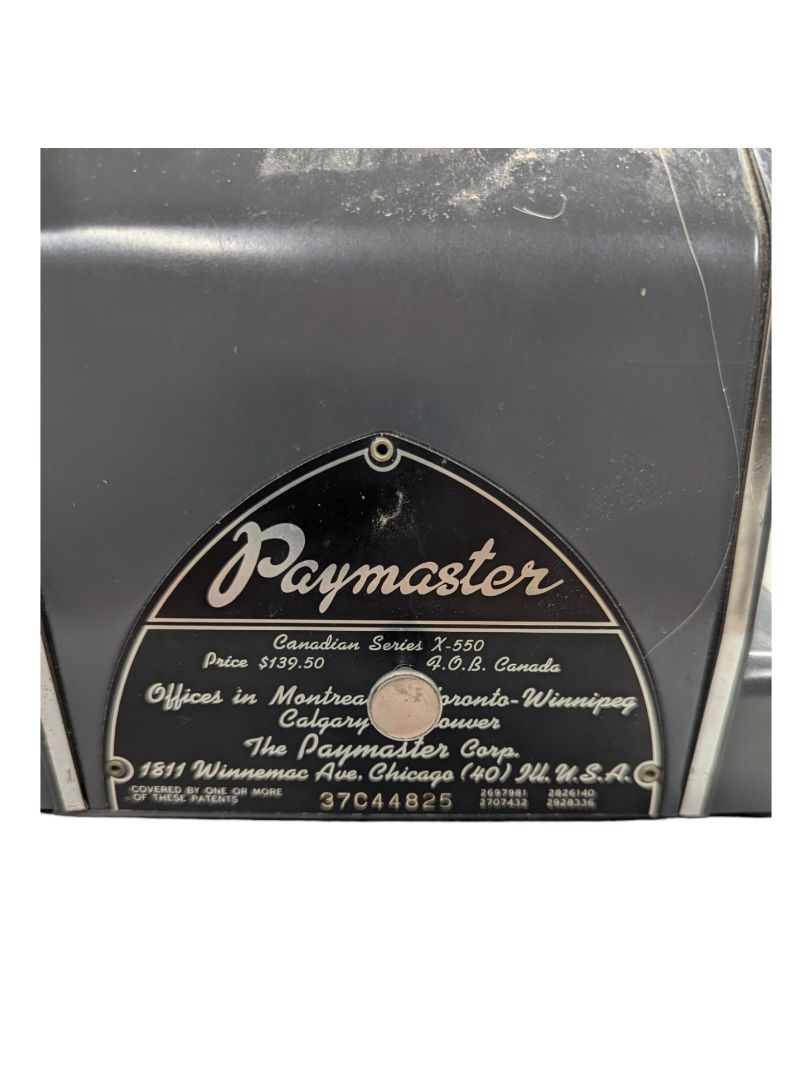 Paymaster
Canadian Series X-550
Price $139.50 F.O.B. Canada
Offices in Montrea oronto-Winnipeg
Calgary ouver
The Paymaster Corp.
1811 Winnemac Ave. Chicago (40) Ill. U.S.A.
COVERED BY ONE OR MORE
OF THESE PATENTS
37C44825
2697981 2826140
2707432 2928336